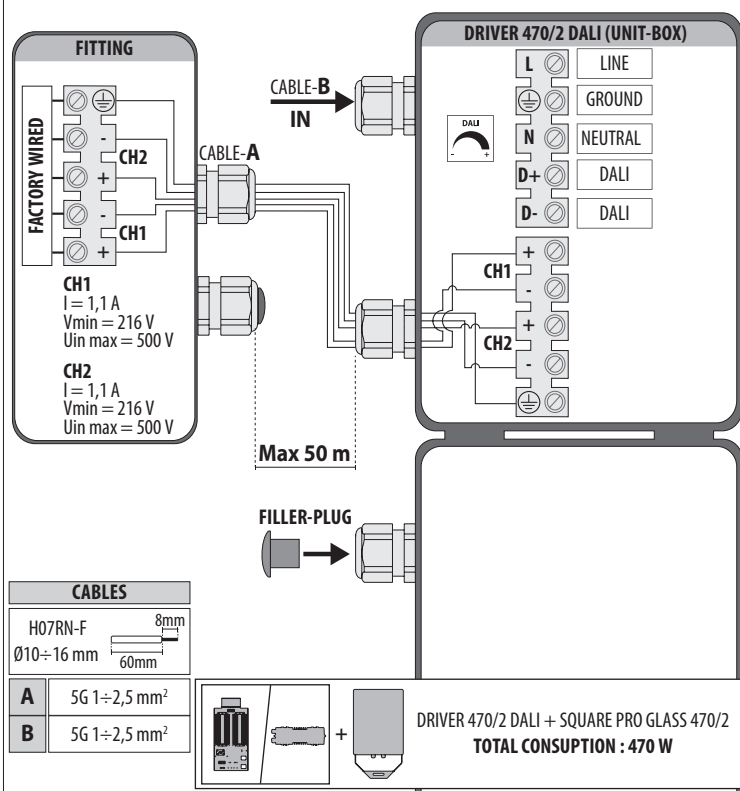 FITTING
FACTORY WIRED
-
CH2
+
-
CH1
+
CH1
I = 1,1 A
Vmin = 216 V
Uin max = 500 V
CH2
I = 1,1 A
Vmin = 216 V
Uin max = 500 V
CABLE-A
CABLE-B
IN
Max 50 m
DRIVER 470/2 DALI (UNIT-BOX)
DALI
- +
L LINE
GROUND
N NEUTRAL
D+ DALI
D- DALI
+
CH1
-
+
CH2
-
FILLER-PLUG
CABLES
H07RN-F
Ø10÷16 mm
8mm
60mm
A 5G 1÷2,5 mm²
B 5G 1÷2,5 mm²
+
DRIVER 470/2 DALI + SQUARE PRO GLASS 470/2
TOTAL CONSUPTION : 470 W